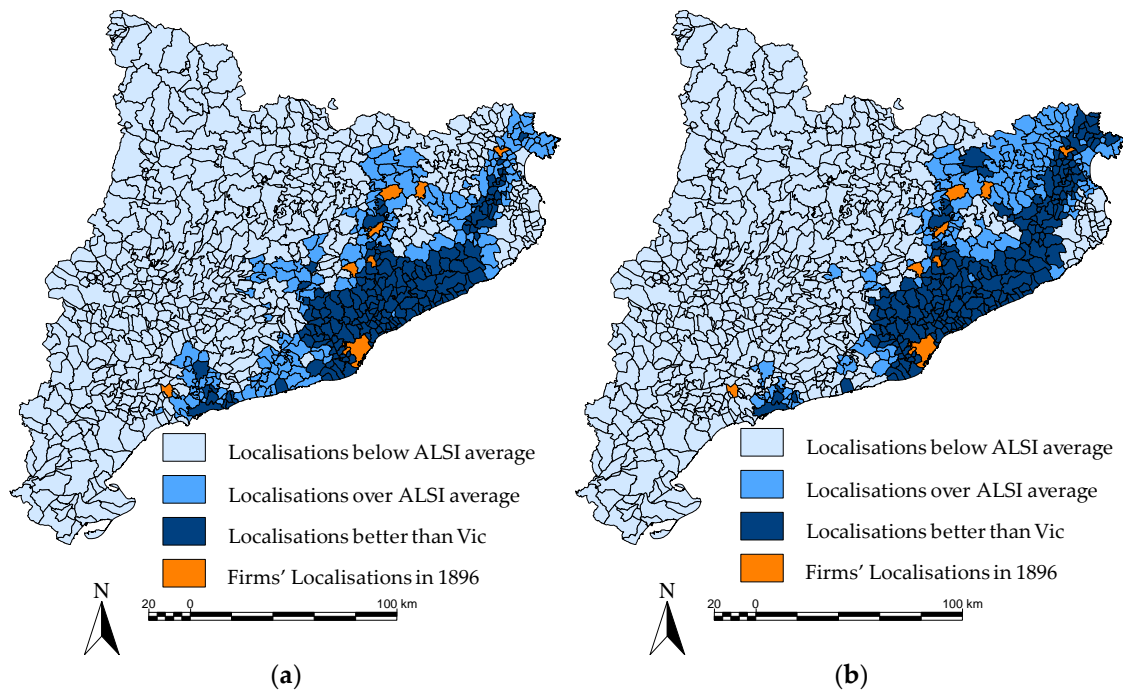 Localisations below ALSI average
Localisations over ALSI average
Localisations better than Vic
Firms' Localisations in 1896
N
20 0 100 km
(a)
Localisations below ALSI average
Localisations over ALSI average
Localisations better than Vic
Firms' Localisations in 1896
N
20 0 100 km
(b)